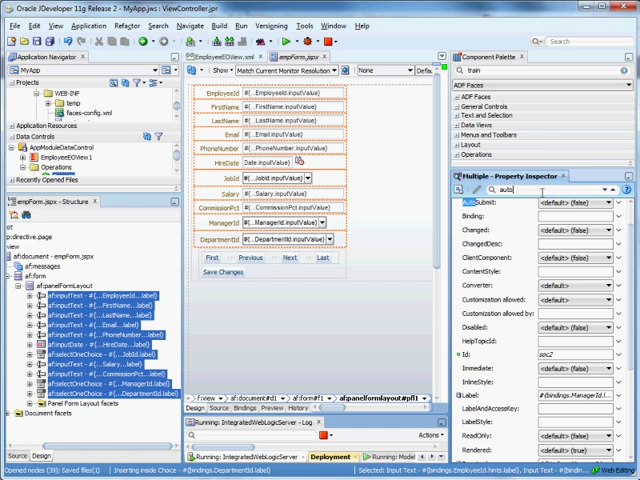 Oracle JDeveloper 11g Release 2 - MyApp.jws : ViewController.jpr
File Edit View Application Refactor Search Navigate Build Run Versioning Tools Window Help
Search
Application Navigator
MyApp
Projects
WEB-INF
temp
faces-config.xml
Application Resources
Data Controls
AppModuleDataControl
EmployeeEOView1
Operations
Recently Opened Files
empForm.jspx - Structure
view
:directive.page
af:document - #d1
af:messages
af:form
af:panelFormLayout
af:inputText - #{...EmployeeId...label}
af:inputText - #{...FirstName...label}
af:inputText - #{...LastName...label}
af:inputText - #{...Email...label}
af:inputText - #{...PhoneNumber...label}
af:inputDate - #{...HireDate...label}
af:selectOneChoice - #{...JobId.label}
af:inputText - #{...Salary...label}
af:inputText - #{...CommissionPct...label}
af:selectOneChoice - #{...ManagerId.label}
af:selectOneChoice - #{...DepartmentId.label}
Panel Form Layout facets
Document facets
Source Design
EmployeeEOView.xml empForm.jspx
Show Match Current Monitor Resolution None Defau
EmployeeId #{...EmployeeId.inputValue}
FirstName #{...FirstName.inputValue}
LastName #{...LastName.inputValue}
Email #{...Email.inputValue}
PhoneNumber #{...PhoneNumber.inputValue}
HireDate Date.inputValue}
JobId #{..JobId.inputValue}
Salary #{...Salary.inputValue}
CommissionPct #{...CommissionPct.inputValue}
ManagerId #{...ManagerId.inputValue}
DepartmentId #{...DepartmentId.inputValue}
First Previous Next Last
Save Changes
f:view af:document#d1 af:form#f1 af:panelFormLayout#pfl1
Design Source Bindings Preview History
Running: IntegratedWebLogicServer - Log
Actions
Running: IntegratedWebLogicServer Deployment Running: Model
Component Palette
train
ADF Faces
ADF Faces
General Controls
Text and Selection
Data Views
Menus and Toolbars
Layout
Operations
Multiple - Property Inspector
auto
AutoSubmit: <default> (false)
Binding:
Changed: <default> (false)
ChangedDesc:
ClientComponent: <default> (false)
ContentStyle:
Converter: <default>
Customization allowed: <default> (false)
Customization allowed by:
Disabled: <default> (false)
HelpTopicId:
Id: soc2
Immediate: <default> (false)
InlineStyle:
Label: #{bindings.ManagerId.l...
LabelAndAccessKey:
LabelStyle:
ReadOnly: <default> (false)
Rendered: <default> (true)
Opened nodes (39); Saved files(1) Inserting inside Choice - #{bindings.DepartmentId.label} Selected: Input Text - #{bindings.EmployeeId.hints.label}, Input Text - #{bindin Web Editing